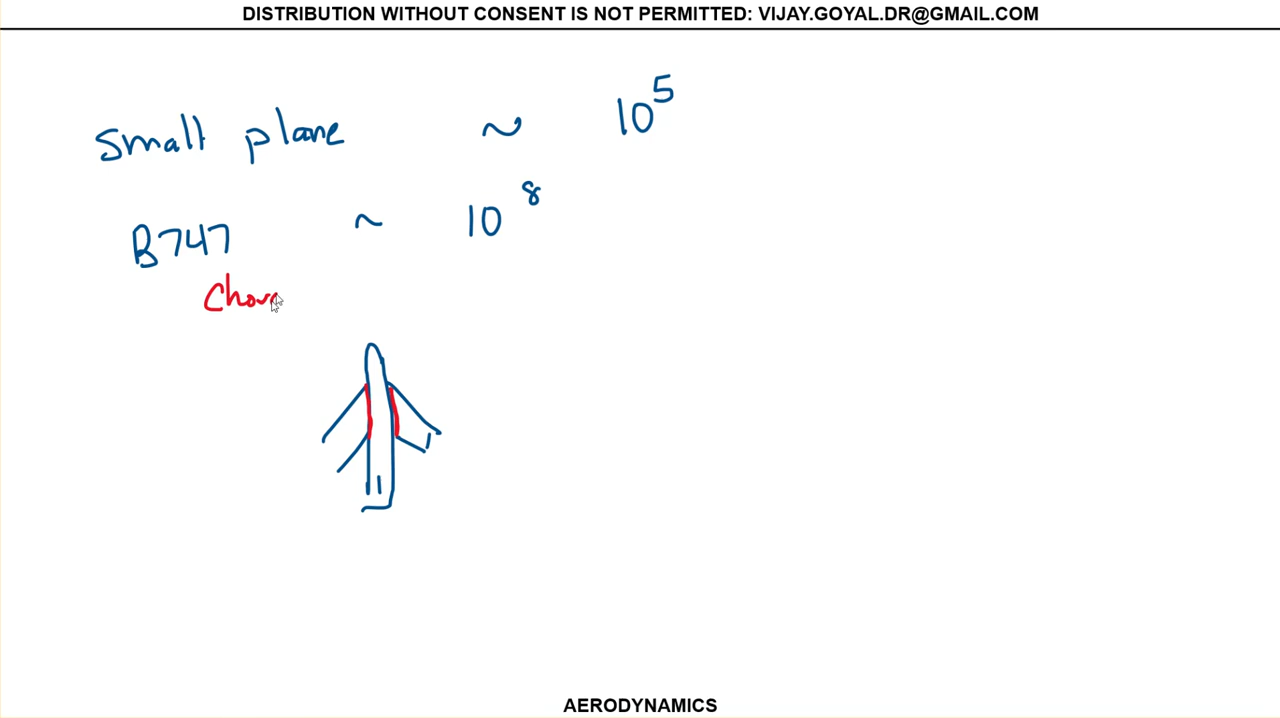 DISTRIBUTION WITHOUT CONSENT IS NOT PERMITTED: VIJAY.GOYAL.DR@GMAIL.COM
small plane ~ 10^5
B747 ~ 10^8
AERODYNAMICS